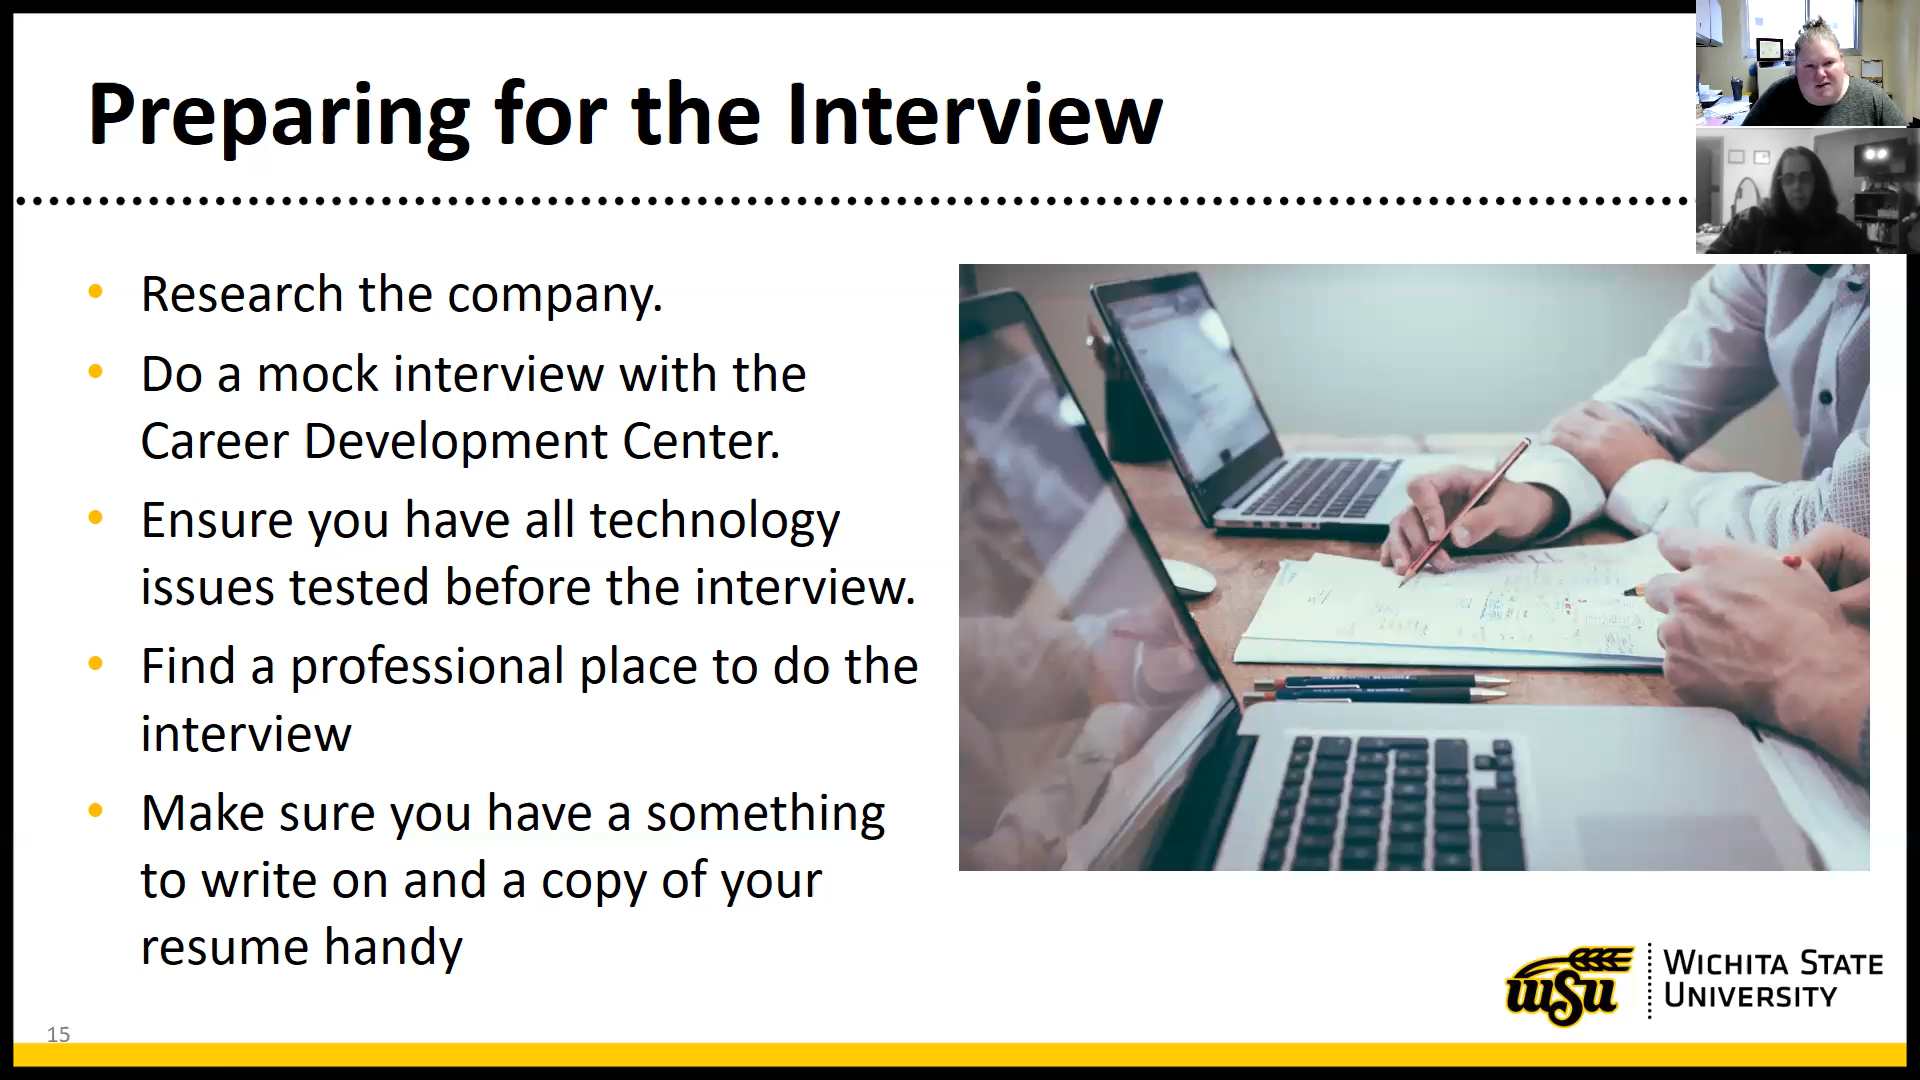 Preparing for the Interview
• Research the company.
• Do a mock interview with the
Career Development Center.
• Ensure you have all technology
issues tested before the interview.
• Find a professional place to do the
interview
• Make sure you have a something
to write on and a copy of your
resume handy
WSU
WICHITA STATE
UNIVERSITY
15